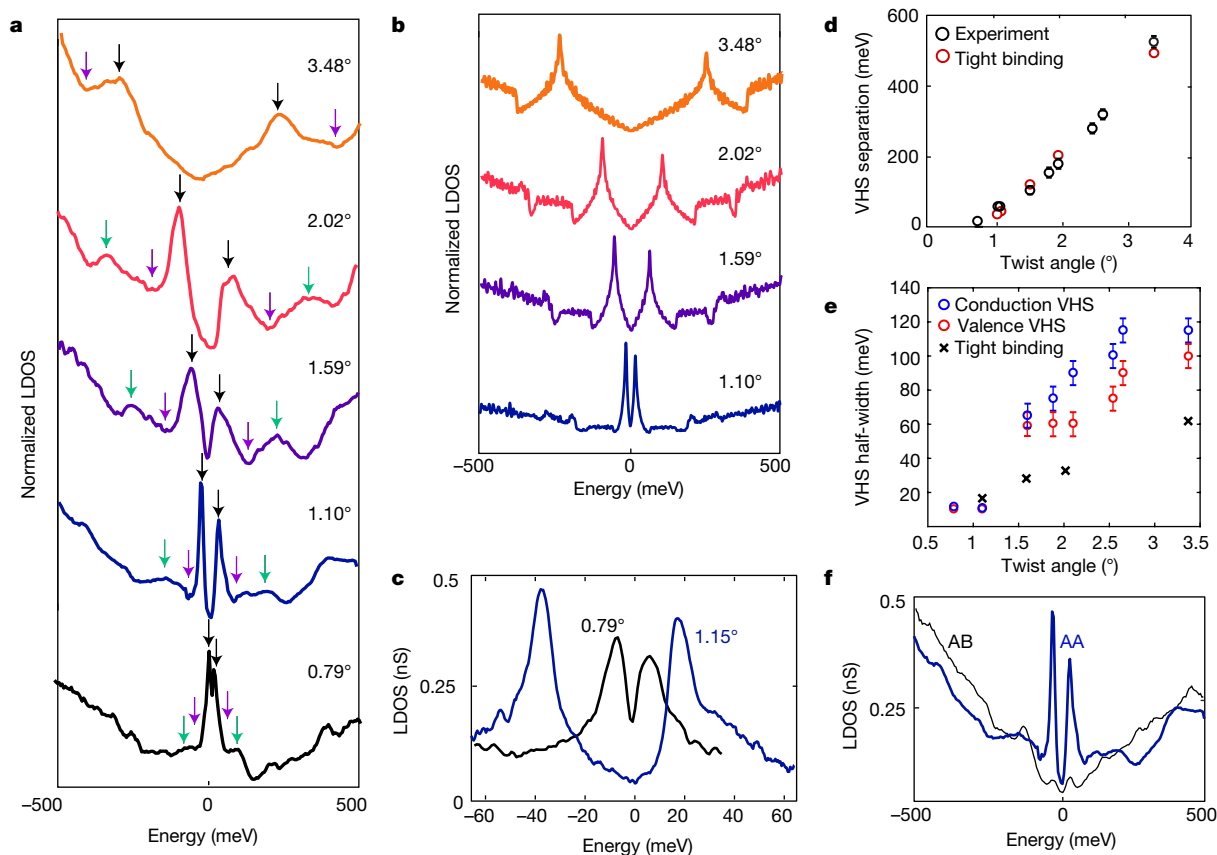 a
3.48°
2.02°
1.59°
1.10°
0.79°
Normalized LDOS
−500
0
500
Energy (meV)
b
3.48°
2.02°
1.59°
1.10°
Normalized LDOS
−500
0
500
Energy (meV)
c
0.5
0.25
0
LDOS (nS)
0.79°
1.15°
−60
−40
−20
0
20
40
60
Energy (meV)
d
600
400
200
0
VHS separation (meV)
Experiment
Tight binding
0
1
2
3
4
Twist angle (°)
e
140
120
100
80
60
40
20
VHS half-width (meV)
Conduction VHS
Valence VHS
Tight binding
0.5
1
1.5
2
2.5
3
3.5
Twist angle (°)
f
0.5
0.25
0
LDOS (nS)
AB
AA
−500
0
500
Energy (meV)